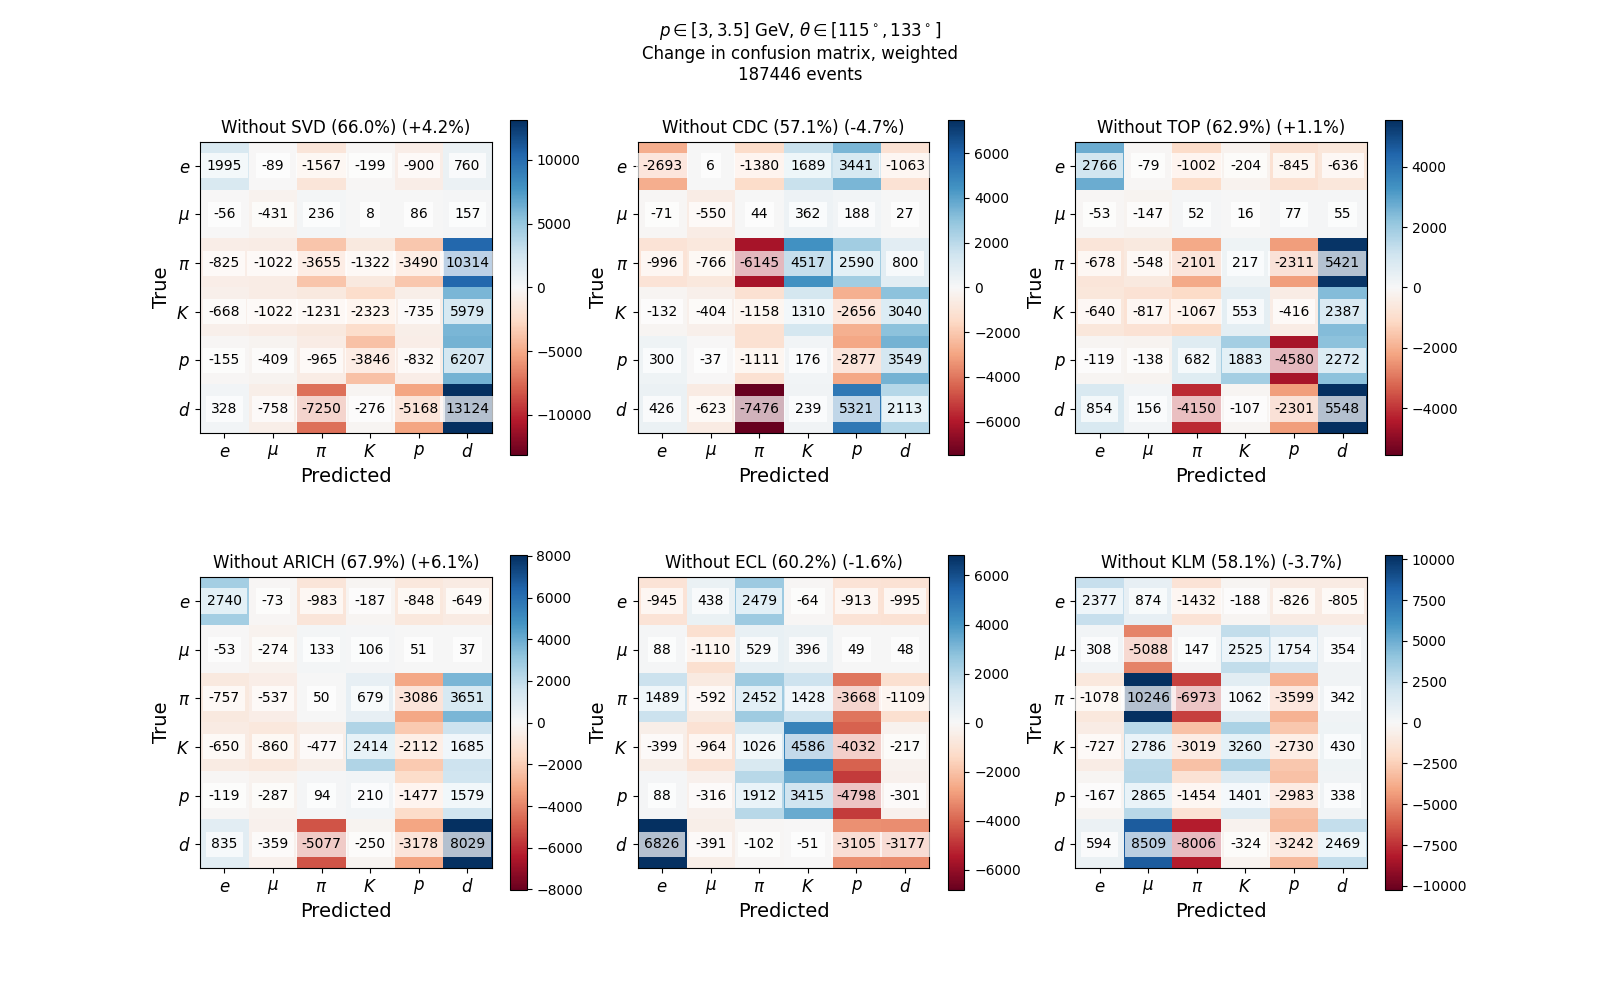 p ∈ [3, 3.5] GeV, θ ∈ [115°, 133°]
Change in confusion matrix, weighted
187446 events
Without SVD (66.0%) (+4.2%)
True
e 1995 -89 -1567 -199 -900 760
μ -56 -431 236 8 86 157
π -825 -1022 -3655 -1322 -3490 10314
K -668 -1022 -1231 -2323 -735 5979
p -155 -409 -965 -3846 -832 6207
d 328 -758 -7250 -276 -5168 13124
e μ π K p d
Predicted
10000
5000
0
−5000
−10000
Without CDC (57.1%) (-4.7%)
True
e -2693 6 -1380 1689 3441 -1063
μ -71 -550 44 362 188 27
π -996 -766 -6145 4517 2590 800
K -132 -404 -1158 1310 -2656 3040
p 300 -37 -1111 176 -2877 3549
d 426 -623 -7476 239 5321 2113
e μ π K p d
Predicted
6000
4000
2000
0
−2000
−4000
−6000
Without TOP (62.9%) (+1.1%)
True
e 2766 -79 -1002 -204 -845 -636
μ -53 -147 52 16 77 55
π -678 -548 -2101 217 -2311 5421
K -640 -817 -1067 553 -416 2387
p -119 -138 682 1883 -4580 2272
d 854 156 -4150 -107 -2301 5548
e μ π K p d
Predicted
4000
2000
0
−2000
−4000
Without ARICH (67.9%) (+6.1%)
True
e 2740 -73 -983 -187 -848 -649
μ -53 -274 133 106 51 37
π -757 -537 50 679 -3086 3651
K -650 -860 -477 2414 -2112 1685
p -119 -287 94 210 -1477 1579
d 835 -359 -5077 -250 -3178 8029
e μ π K p d
Predicted
8000
6000
4000
2000
0
−2000
−4000
−6000
−8000
Without ECL (60.2%) (-1.6%)
True
e -945 438 2479 -64 -913 -995
μ 88 -1110 529 396 49 48
π 1489 -592 2452 1428 -3668 -1109
K -399 -964 1026 4586 -4032 -217
p 88 -316 1912 3415 -4798 -301
d 6826 -391 -102 -51 -3105 -3177
e μ π K p d
Predicted
6000
4000
2000
0
−2000
−4000
−6000
Without KLM (58.1%) (-3.7%)
True
e 2377 874 -1432 -188 -826 -805
μ 308 -5088 147 2525 1754 354
π -1078 10246 -6973 1062 -3599 342
K -727 2786 -3019 3260 -2730 430
p -167 2865 -1454 1401 -2983 338
d 594 8509 -8006 -324 -3242 2469
e μ π K p d
Predicted
10000
7500
5000
2500
0
−2500
−5000
−7500
−10000